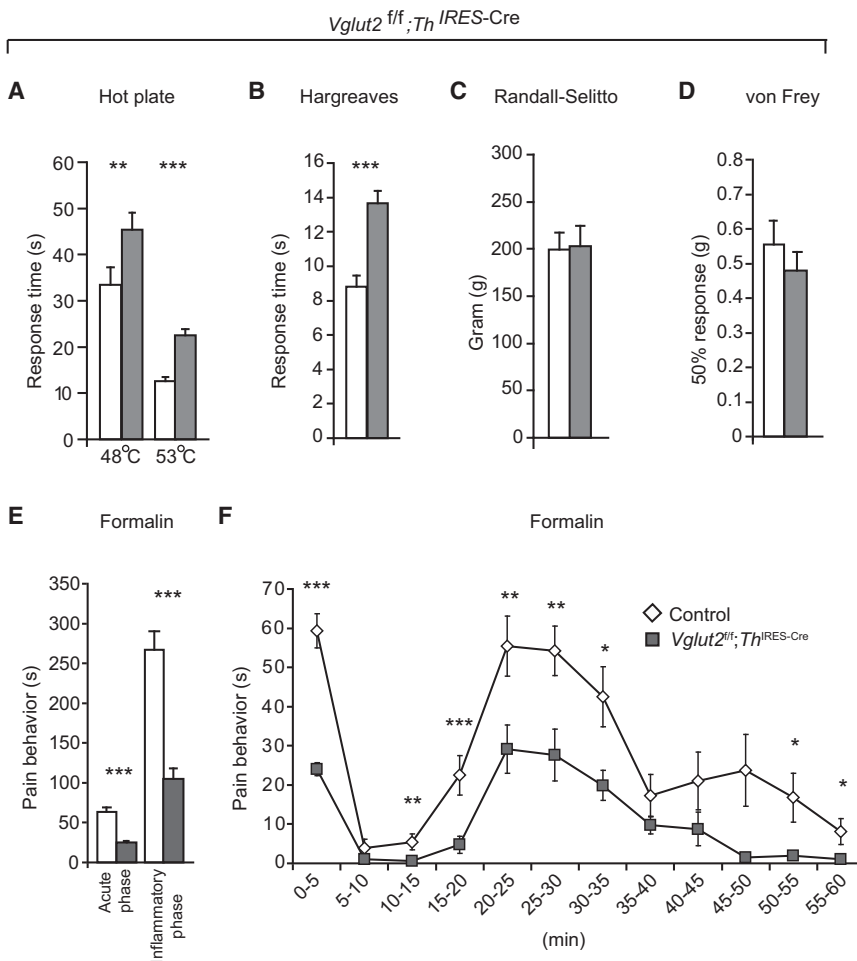 Vglut2 f/f ;Th IRES-Cre
A Hot plate
B Hargreaves
C Randall-Selitto
D von Frey
Response time (s)
60
50
40
30
20
10
0
** ***
48°C 53°C
Response time (s)
16
14
12
10
8
6
4
2
0
***
Gram (g)
300
250
200
150
100
50
0
50% response (g)
0.8
0.7
0.6
0.5
0.4
0.3
0.2
0.1
0
E Formalin
F Formalin
Pain behavior (s)
350
300
250
200
150
100
50
0
***
***
Acute
phase
Inflammatory
phase
Pain behavior (s)
70
60
50
40
30
20
10
0
*** ** *** ** ** * * *
Control
Vglut2f/f;ThIRES-Cre
0-5 5-10 10-15 15-20 20-25 25-30 30-35 35-40 40-45 45-50 50-55 55-60
(min)